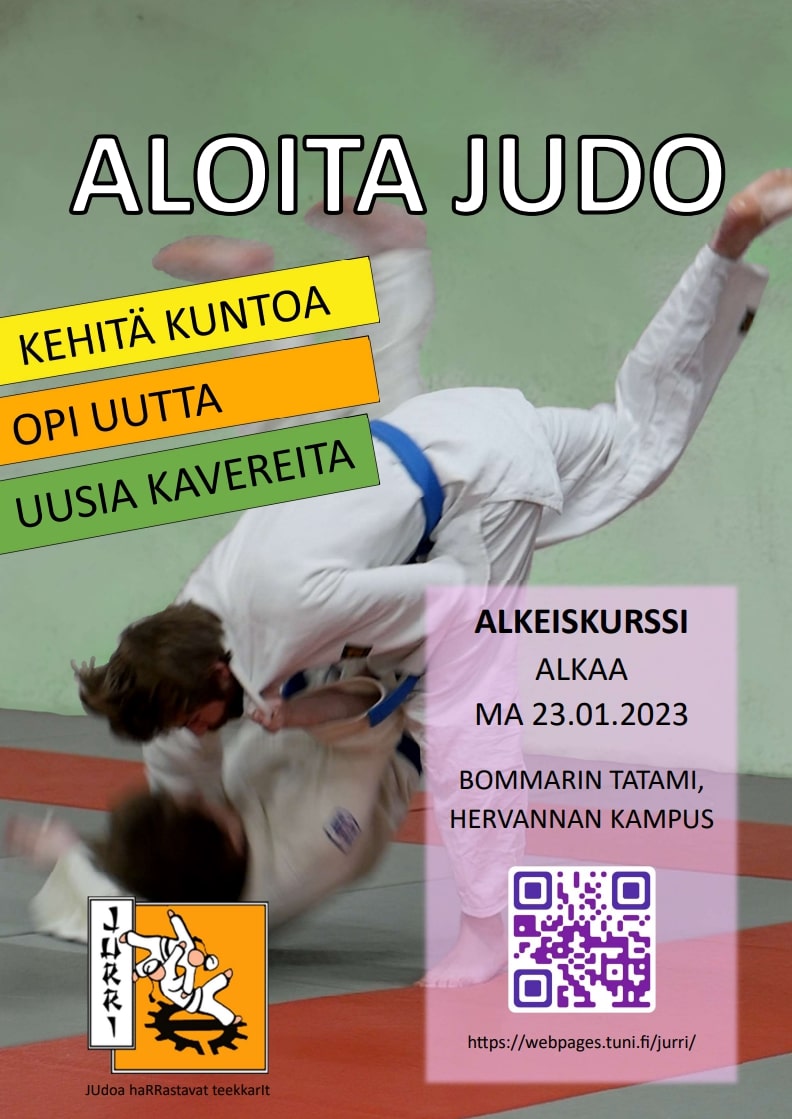 ALOITA JUDO
KEHITÄ KUNTOA
OPI UUTTA
UUSIA KAVEREITA
ALKEISKURSSI
ALKAA
MA 23.01.2023
BOMMARIN TATAMI,
HERVANNAN KAMPUS
https://webpages.tuni.fi/jurri/
JURRI
JUdoa haRRastavat teekkarIt